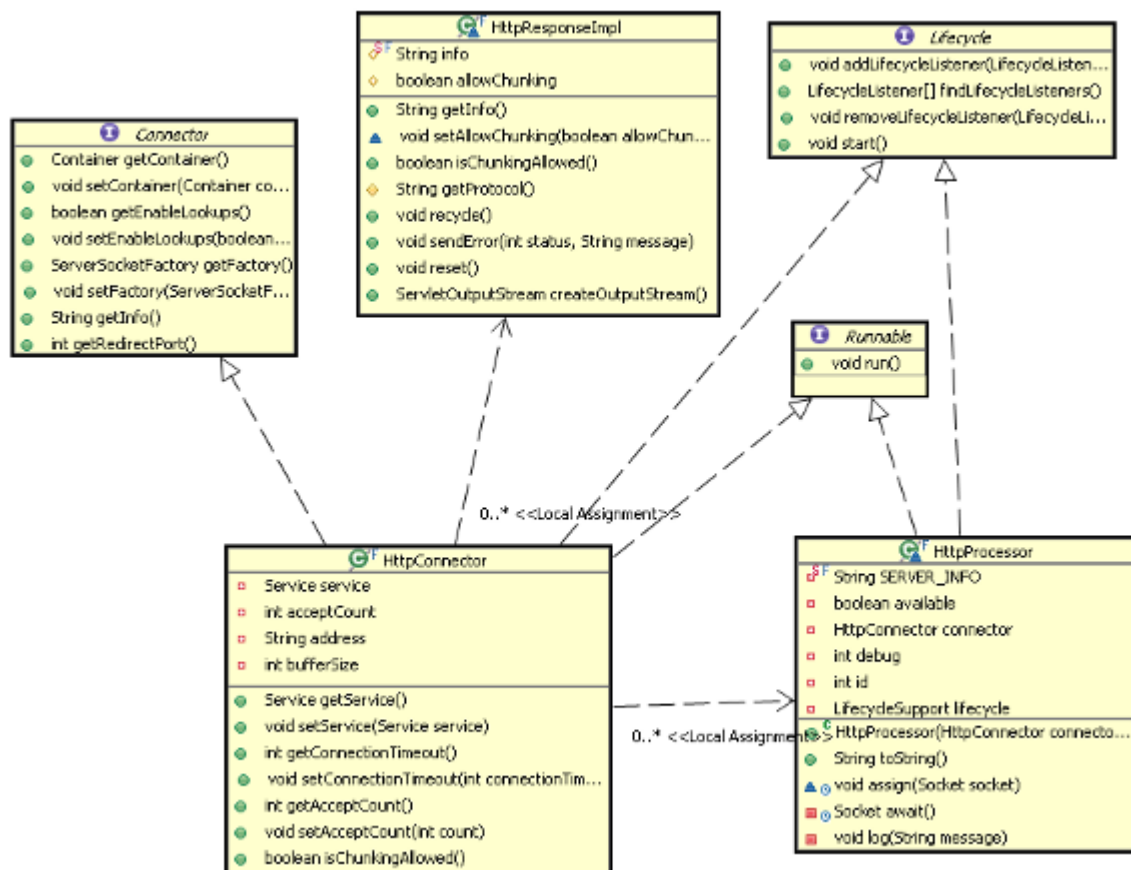 HttpResponseImpl
String info
boolean allowChunking
String getInfo()
void setAllowChunking(boolean allowChun...
boolean isChunkingAllowed()
String getProtocol()
void recycle()
void sendError(int status, String message)
void reset()
ServletOutputStream createOutputStream()
Lifecycle
void addLifecycleListener(LifecycleListen...
LifecycleListener[] findLifecycleListeners()
void removeLifecycleListener(LifecycleLi...
void start()
Connector
Container getContainer()
void setContainer(Container co...
boolean getEnableLookups()
void setEnableLookups(boolean...
ServerSocketFactory getFactory()
void setFactory(ServerSocketF...
String getInfo()
int getRedirectPort()
Runnable
void run()
0..* <<Local Assignment>>
HttpConnector
Service service
int acceptCount
String address
int bufferSize
Service getService()
void setService(Service service)
int getConnectionTimeout()
void setConnectionTimeout(int connectionTim...
int getAcceptCount()
void setAcceptCount(int count)
boolean isChunkingAllowed()
0..* <<Local Assignment>>
HttpProcessor
String SERVER_INFO
boolean available
HttpConnector connector
int debug
int id
LifecycleSupport lifecycle
HttpProcessor(HttpConnector connecto...
String toString()
void assign(Socket socket)
Socket await()
void log(String message)